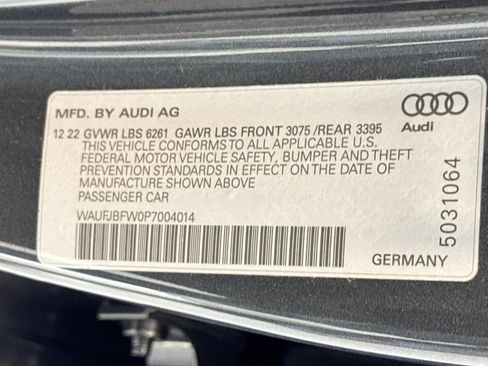 MFD. BY AUDI AG
12 22 GVWR LBS 6261 GAWR LBS FRONT 3075 /REAR 3395
THIS VEHICLE CONFORMS TO ALL APPLICABLE U.S.
FEDERAL MOTOR VEHICLE SAFETY, BUMPER AND THEFT
PREVENTION STANDARDS IN EFFECT ON THE DATE OF
MANUFACTURE SHOWN ABOVE
PASSENGER CAR
WAUFJBFW0P7004014
Audi
5031064
GERMANY